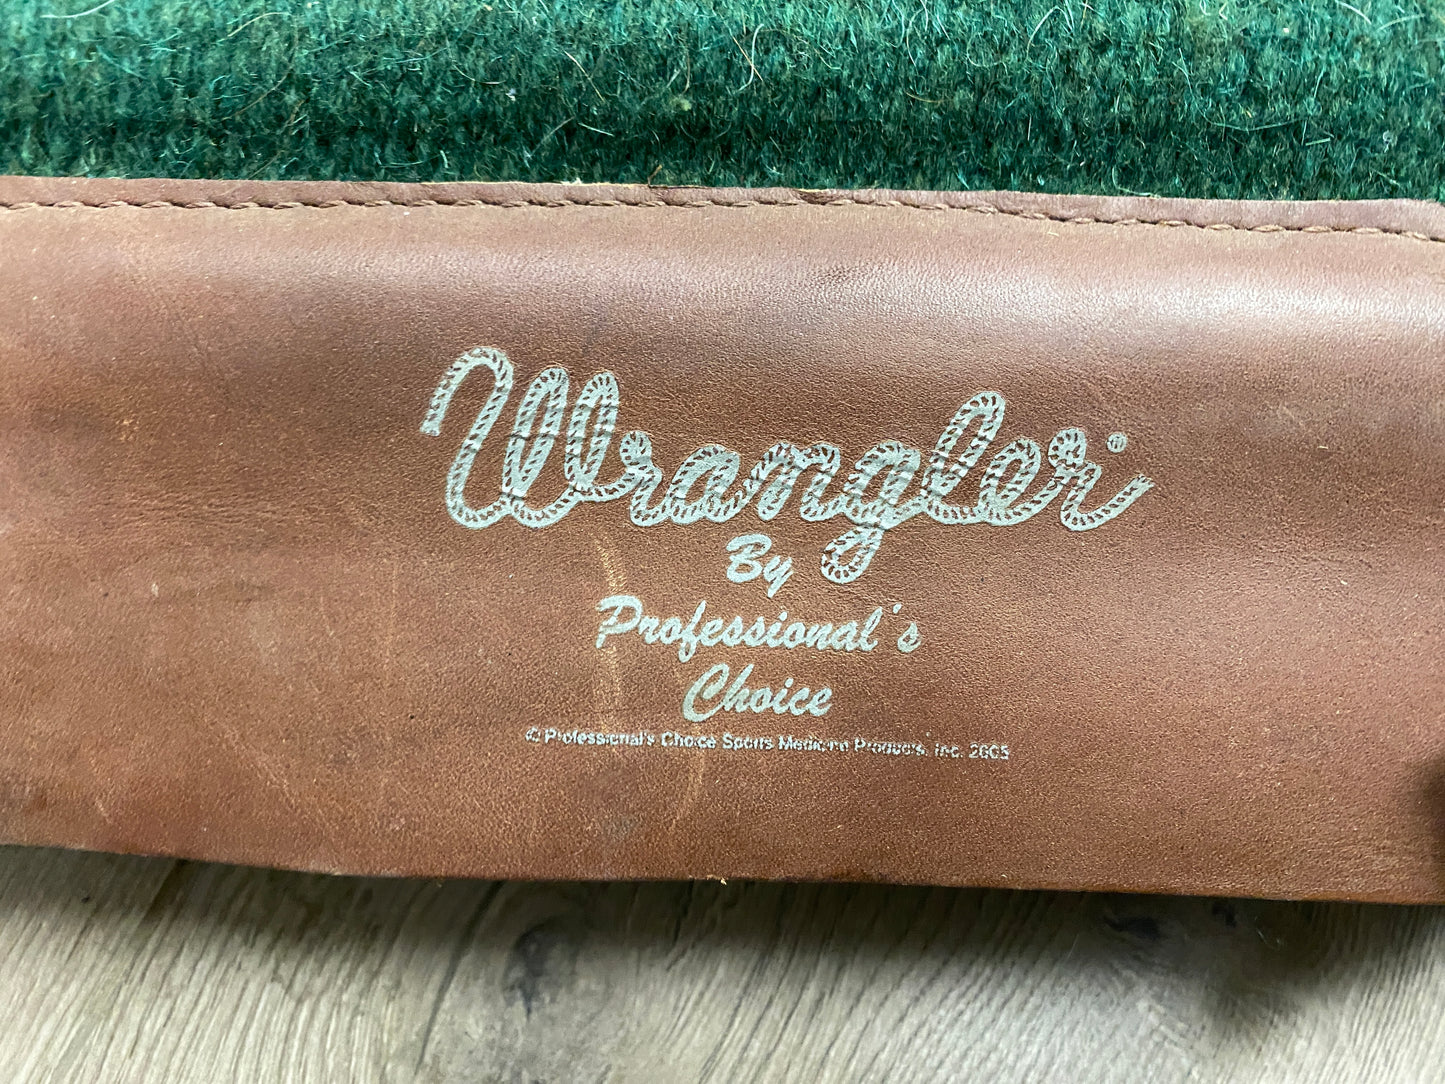 Wrangler®
By
Professional's
Choice
© Professional's Choice Sports Medicine Products, Inc. 2005